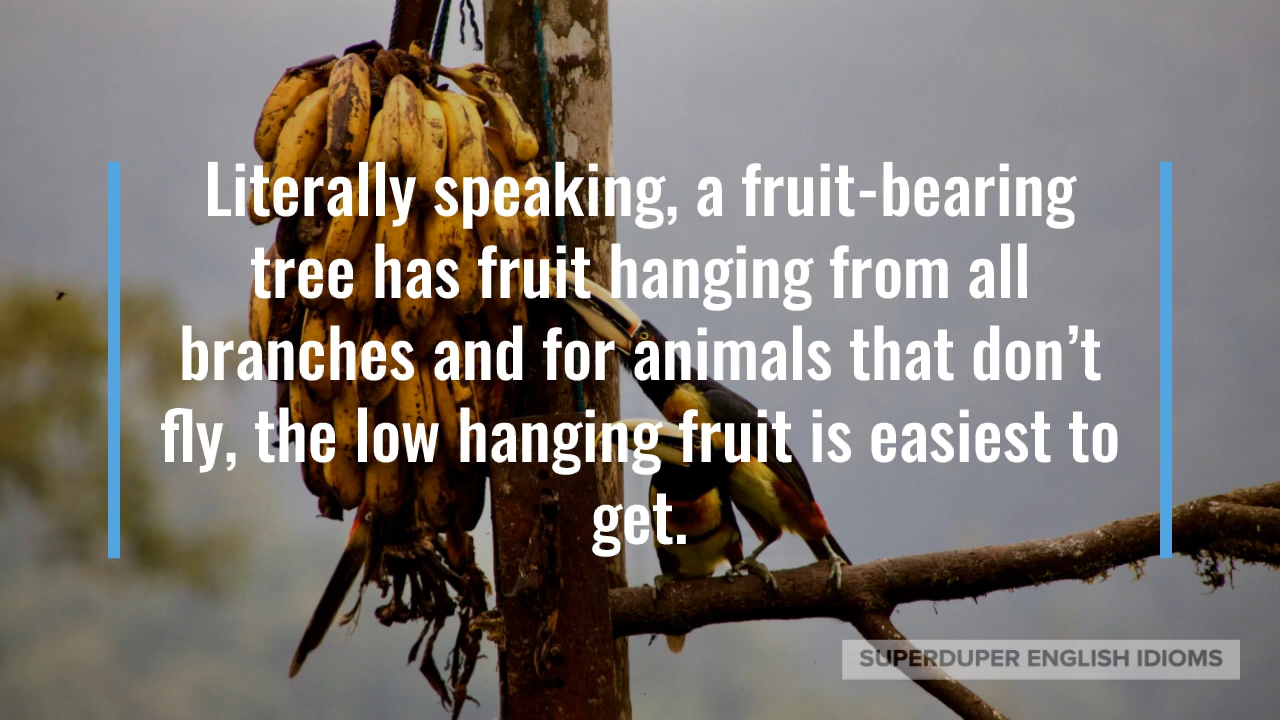 Literally speaking, a fruit-bearing
tree has fruit hanging from all
branches and for animals that don’t
fly, the low hanging fruit is easiest to
get.
SUPERDUPER ENGLISH IDIOMS